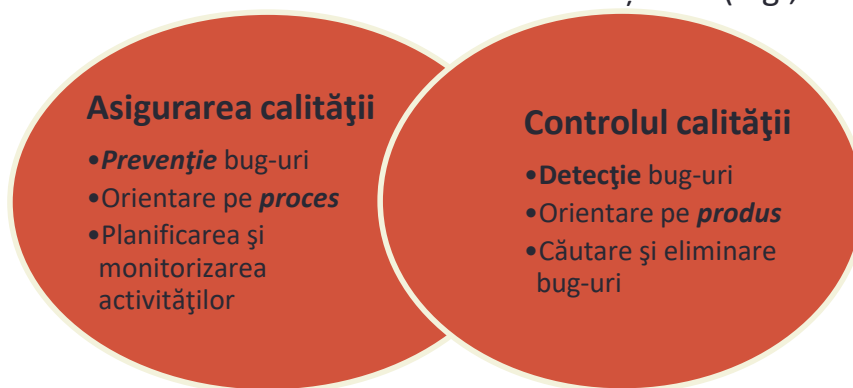 Asigurarea calităţii
•Prevenţie bug-uri
•Orientare pe proces
•Planificarea şi
monitorizarea
activităţilor
Controlul calităţii
•Detecţie bug-uri
•Orientare pe produs
•Căutare şi eliminare
bug-uri